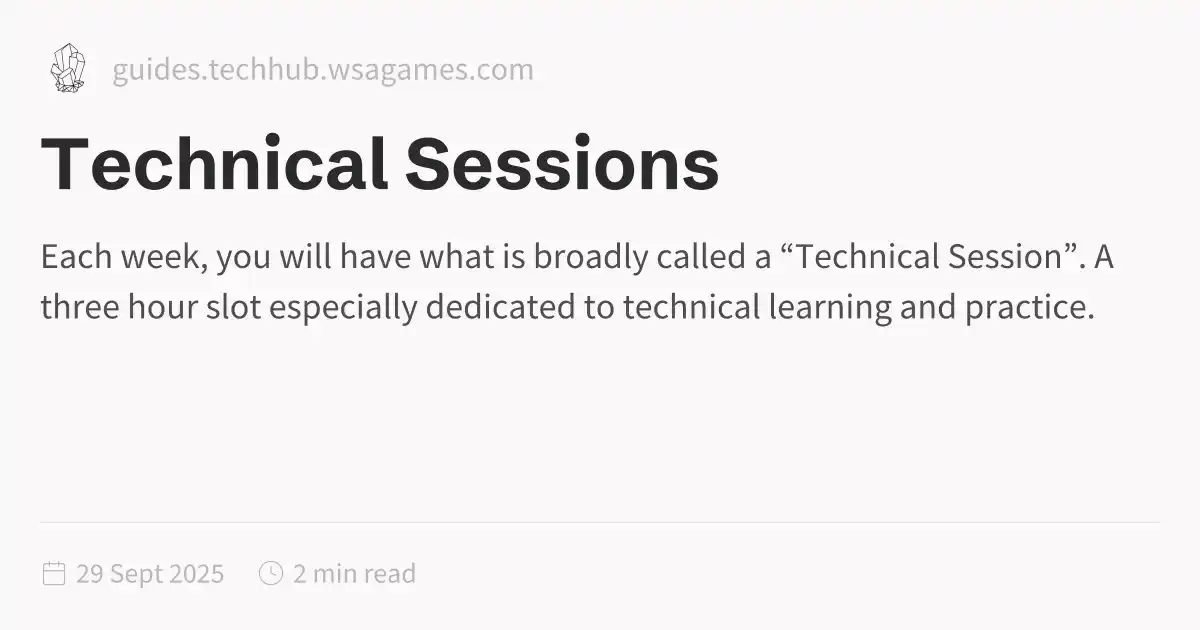 guides.techhub.wsagames.com
Technical Sessions
Each week, you will have what is broadly called a “Technical Session”. A
three hour slot especially dedicated to technical learning and practice.
29 Sept 2025 2 min read